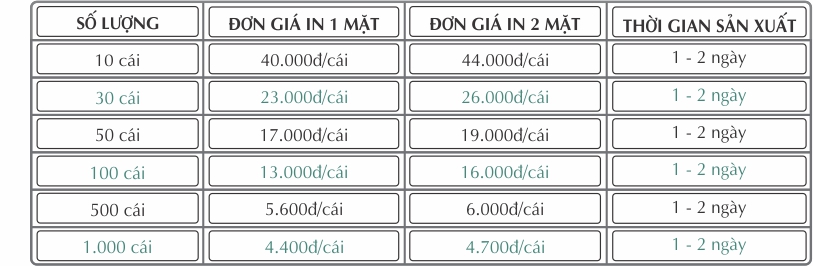 SỐ LƯỢNG ĐƠN GIÁ IN 1 MẶT ĐƠN GIÁ IN 2 MẶT THỜI GIAN SẢN XUẤT
10 cái 40.000đ/cái 44.000đ/cái 1 - 2 ngày
30 cái 23.000đ/cái 26.000đ/cái 1 - 2 ngày
50 cái 17.000đ/cái 19.000đ/cái 1 - 2 ngày
100 cái 13.000đ/cái 16.000đ/cái 1 - 2 ngày
500 cái 5.600đ/cái 6.000đ/cái 1 - 2 ngày
1.000 cái 4.400đ/cái 4.700đ/cái 1 - 2 ngày